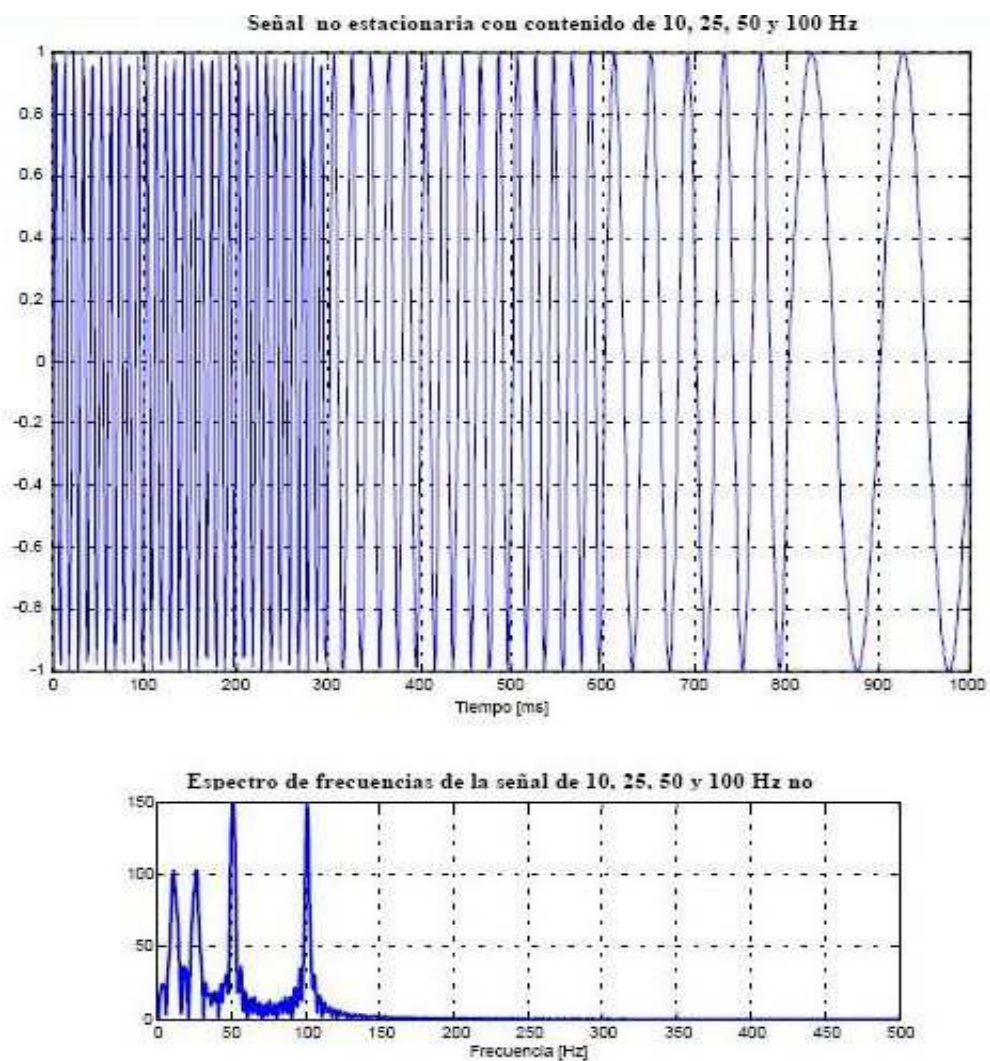 Señal no estacionaria con contenido de 10, 25, 50 y 100 Hz
1
0.8
0.6
0.4
0.2
0
-0.2
-0.4
-0.6
-0.8
-1
0 100 200 300 400 500 600 700 800 900 1000
Tiempo [ms]
Espectro de frecuencias de la señal de 10, 25, 50 y 100 Hz no
150
100
50
0
0 50 100 150 200 250 300 350 400 450 500
Frecuencia [Hz]